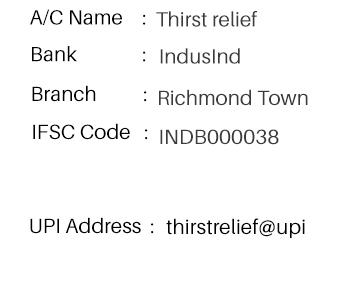 A/C Name : Thirst relief
Bank : IndusInd
Branch : Richmond Town
IFSC Code : INDB000038
UPI Address : thirstrelief@upi